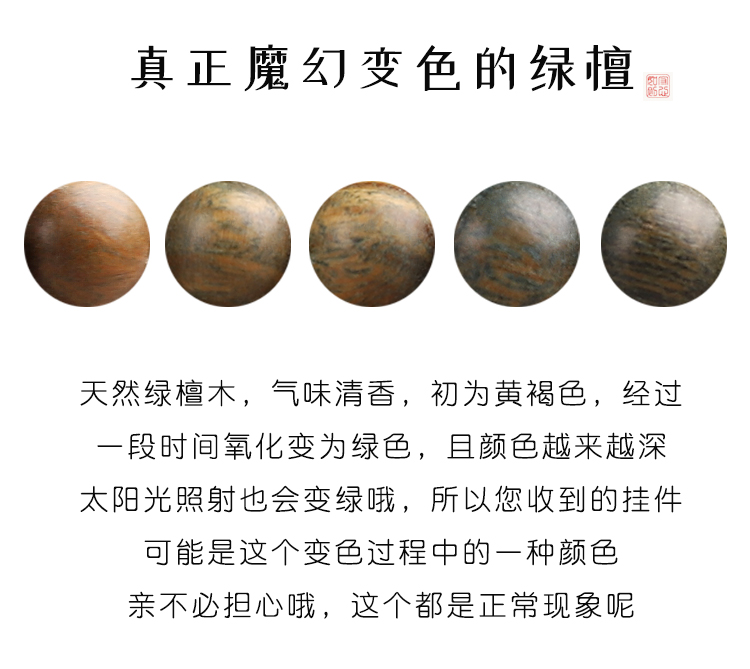 真正魔幻变色的绿檀
天然绿檀木，气味清香，初为黄褐色，经过
一段时间氧化变为绿色，且颜色越来越深
太阳光照射也会变绿哦，所以您收到的挂件
可能是这个变色过程中的一种颜色
亲不必担心哦，这个都是正常现象呢